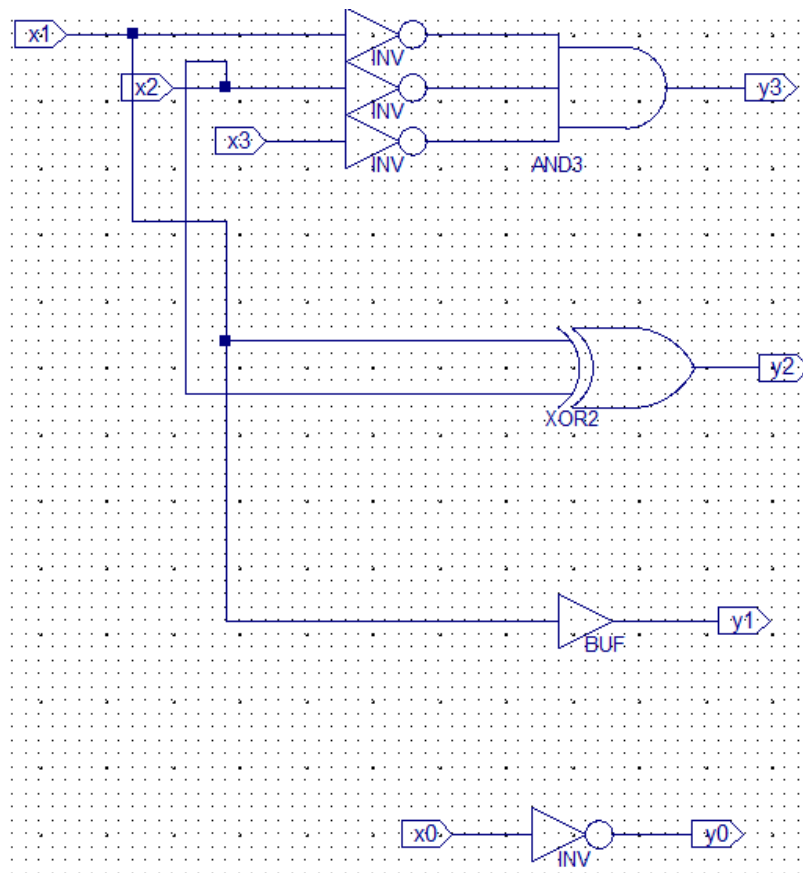 x1
INV
x2
INV
y3
x3
INV
AND3
y2
XOR2
y1
BUF
x0
y0
INV